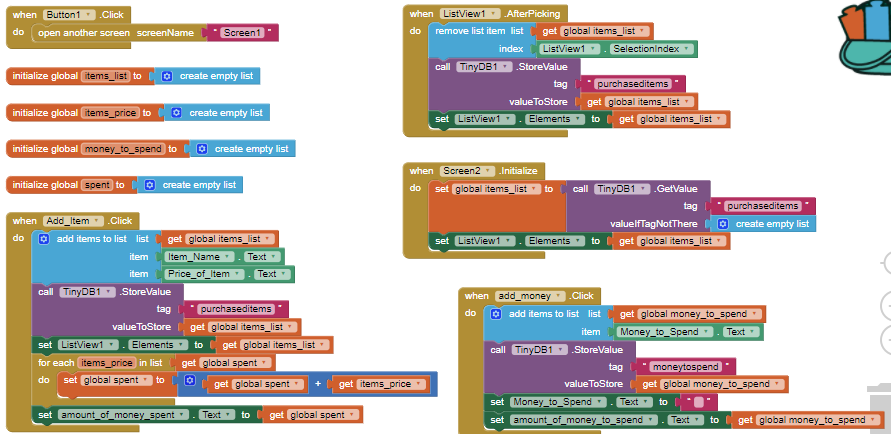 when Button1 .Click
do open another screen screenName " Screen1 "
initialize global items_list to create empty list
initialize global items_price to create empty list
initialize global money_to_spend to create empty list
initialize global spent to create empty list
when Add_Item .Click
do add items to list list get global items_list
item Item_Name . Text
item Price_of_Item . Text
call TinyDB1 .StoreValue
tag " purchaseditems "
valueToStore get global items_list
set ListView1 . Elements to get global items_list
for each items_price in list get global spent
do set global spent to get global spent + get items_price
set amount_of_money_spent . Text to get global spent
when ListView1 .AfterPicking
do remove list item list get global items_list
index ListView1 . SelectionIndex
call TinyDB1 .StoreValue
tag " purchaseditems "
valueToStore get global items_list
set ListView1 . Elements to get global items_list
when Screen2 .Initialize
do set global items_list to call TinyDB1 .GetValue
tag " purchaseditems "
valueIfTagNotThere create empty list
set ListView1 . Elements to get global items_list
when add_money .Click
do add items to list list get global money_to_spend
item Money_to_Spend . Text
call TinyDB1 .StoreValue
tag " moneytospend "
valueToStore get global money_to_spend
set Money_to_Spend . Text to " "
set amount_of_money_to_spend . Text to get global money_to_spend